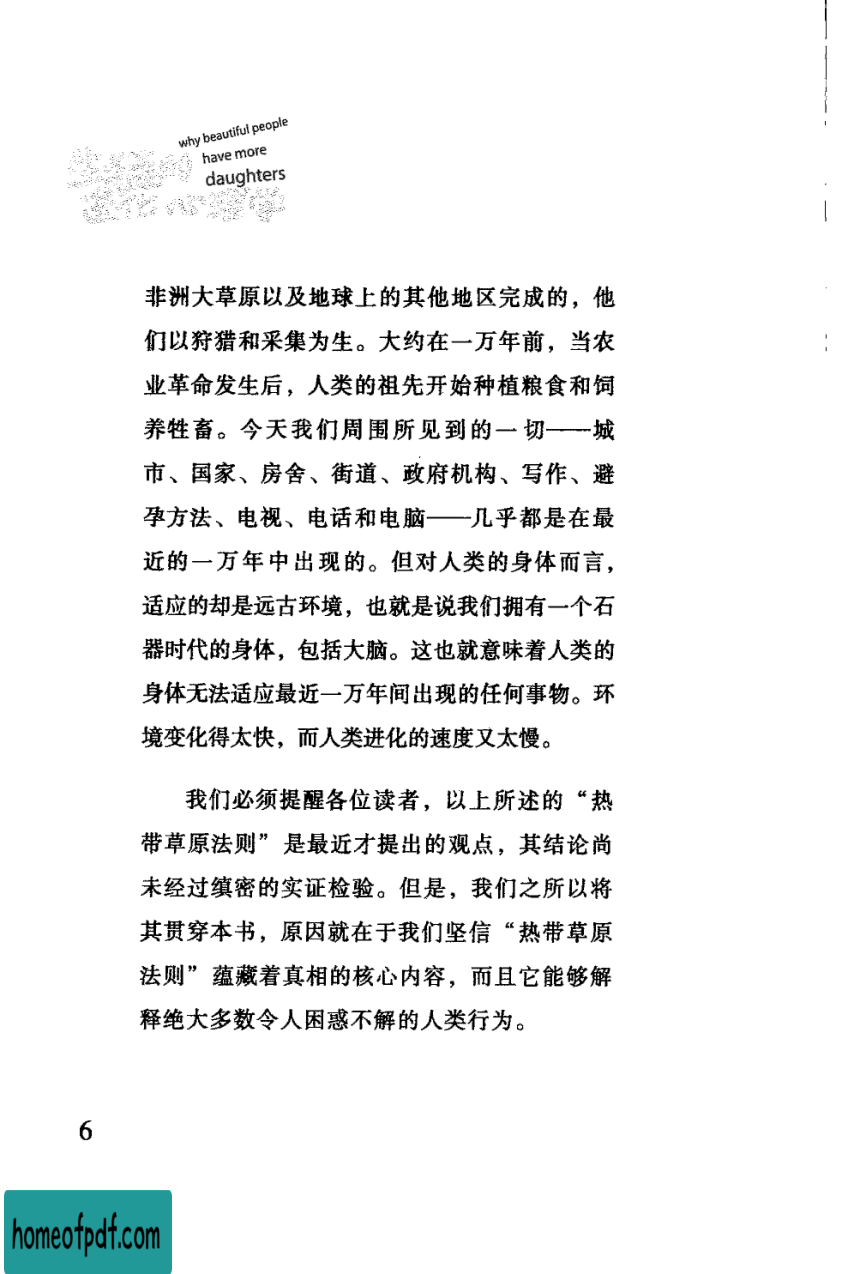 why beautiful people
have more
daughters
进化心理学
非洲大草原以及地球上的其他地区完成的，他
们以狩猎和采集为生。大约在一万年前，当农
业革命发生后，人类的祖先开始种植粮食和饲
养牲畜。今天我们周围所见到的一切——城
市、国家、房舍、街道、政府机构、写作、避
孕方法、电视、电话和电脑——几乎都是在最
近的一万年中出现的。但对人类的身体而言，
适应的却是远古环境，也就是说我们拥有一个石
器时代的身体，包括大脑。这也就意味着人类的
身体无法适应最近一万年间出现的任何事物。环
境变化得太快，而人类进化的速度又太慢。
我们必须提醒各位读者，以上所述的“热
带草原法则”是最近才提出的观点，其结论尚
未经过缜密的实证检验。但是，我们之所以将
其贯穿本书，原因就在于我们坚信“热带草原
法则”蕴藏着真相的核心内容，而且它能够解
释绝大多数令人困惑不解的人类行为。
6
homeofpdf.com